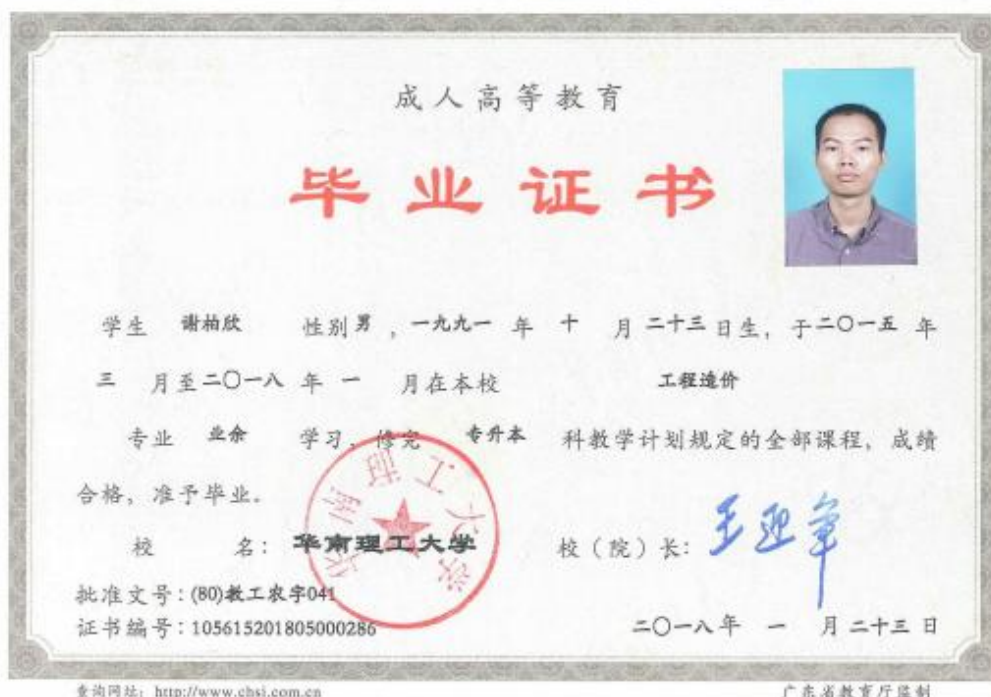 成人高等教育
毕业证书
学生 谢柏欣 性别 男 , 一九九一 年 十 月 二十三 日生, 于 二〇一五 年
三 月至 二〇一八 年 一 月在本校 工程造价
专业 业余 学习, 修完 专升本 科教学计划规定的全部课程, 成绩
合格, 准予毕业。
华南理工大学
校 名: 华南理工大学 校(院)长: 王迎军
批准文号: (80)教工农字041
证书编号: 105615201805000286 二〇一八年 一 月 二十三 日
查询网址: http://www.chsi.com.cn 广东省教育厅监制